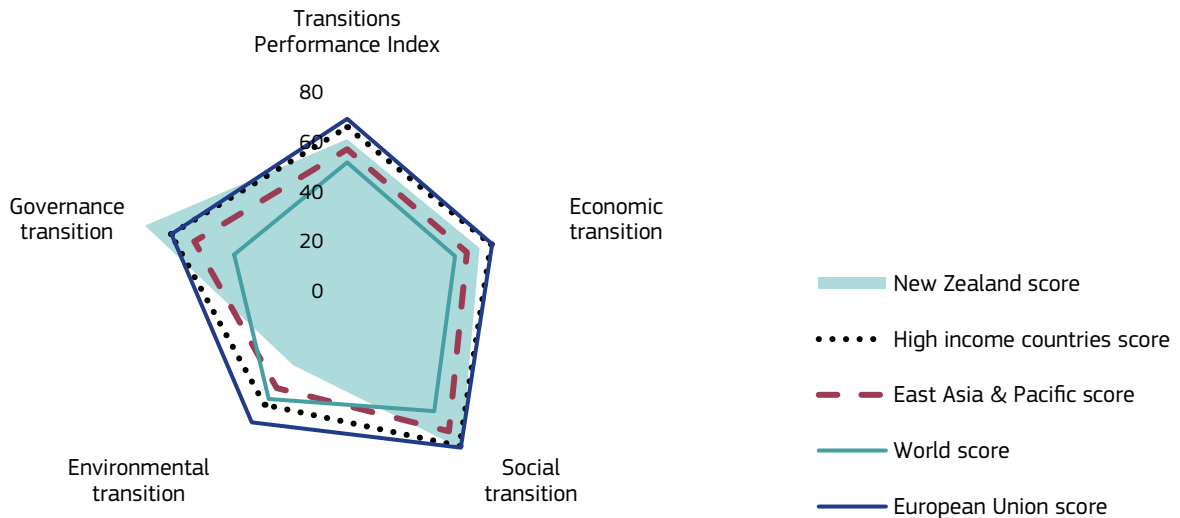 Transitions
Performance Index
80
60
40
20
0
Governance
transition
Economic
transition
Environmental
transition
Social
transition
New Zealand score
High income countries score
East Asia & Pacific score
World score
European Union score